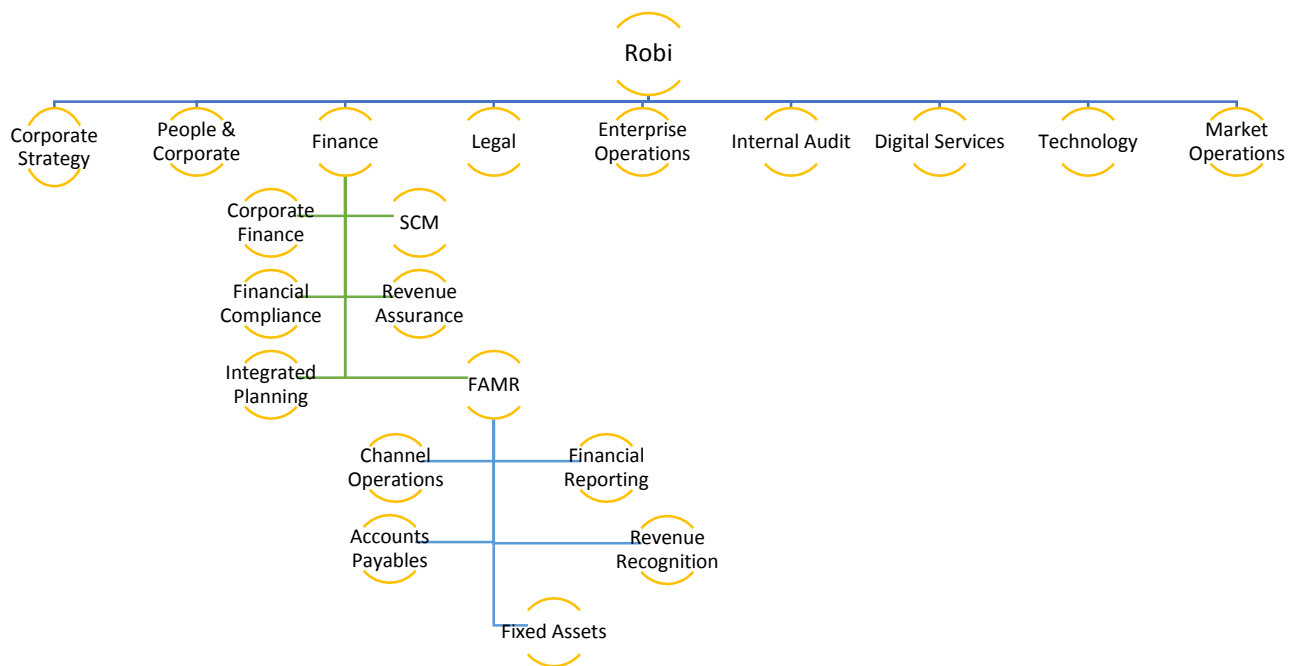 Robi
Corporate
Strategy
People &
Corporate
Finance
Legal
Enterprise
Operations
Internal Audit
Digital Services
Technology
Market
Operations
Corporate
Finance
SCM
Financial
Compliance
Revenue
Assurance
Integrated
Planning
FAMR
Channel
Operations
Financial
Reporting
Accounts
Payables
Revenue
Recognition
Fixed Assets